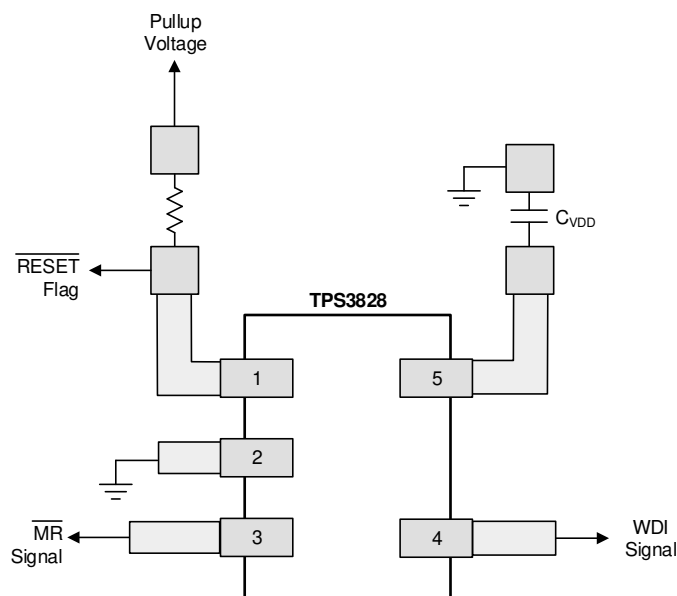 Pullup
Voltage
RESET
Flag
CVDD
TPS3828
1
5
2
MR
Signal
3
4
WDI
Signal